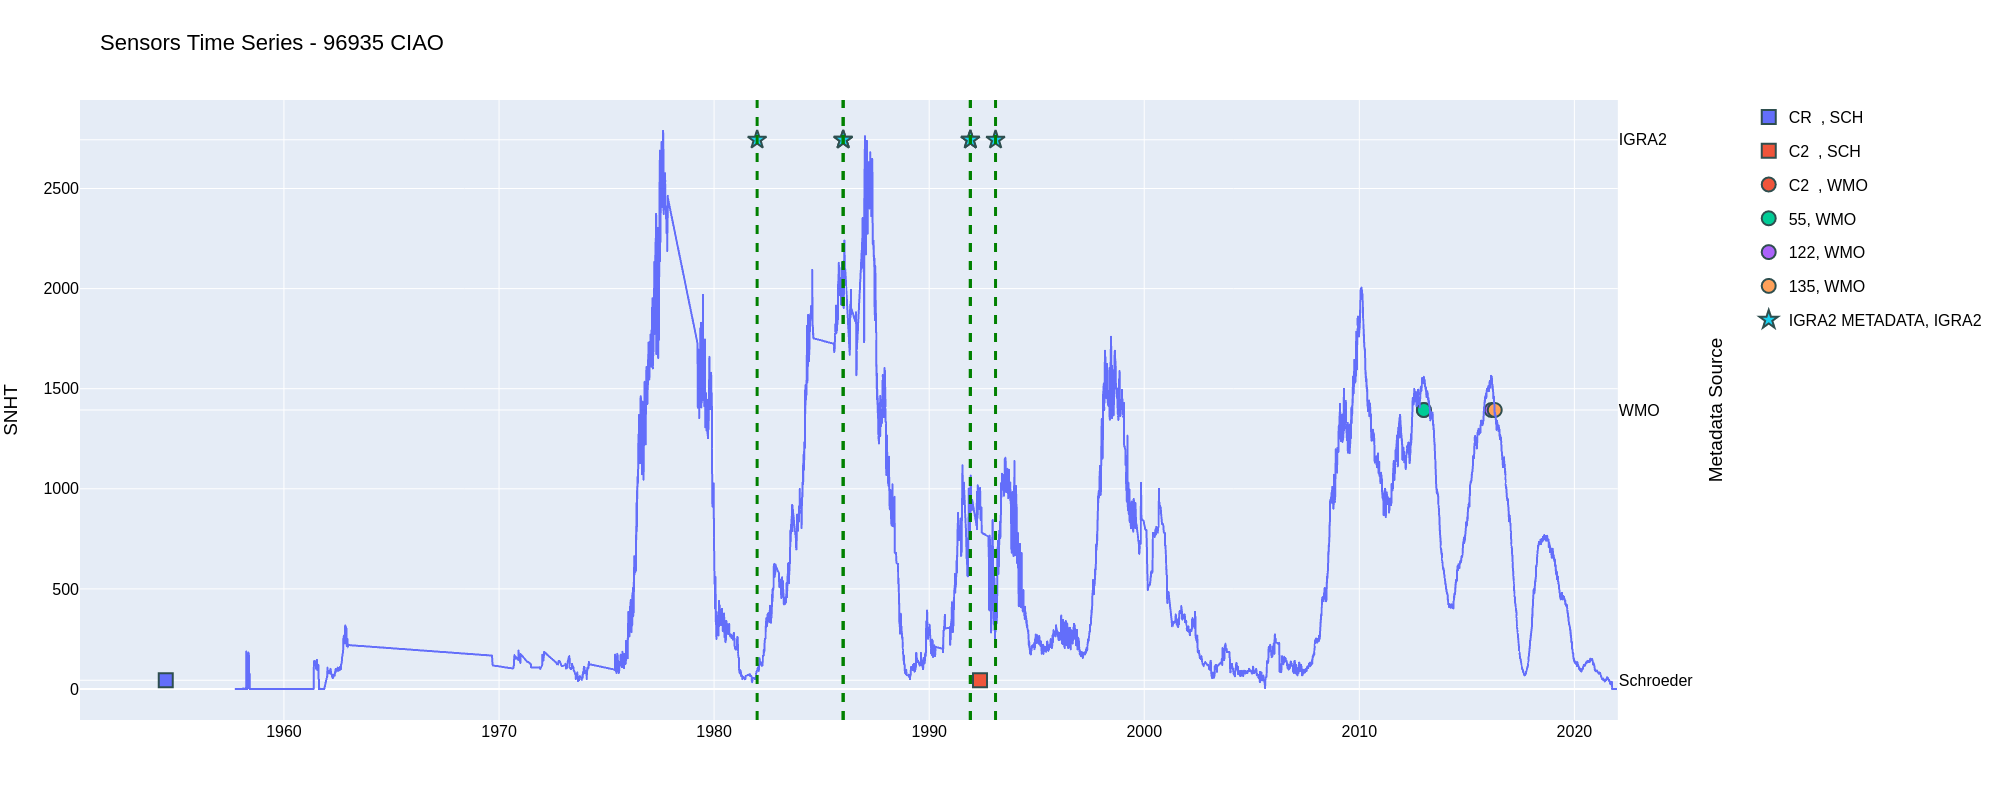 Sensors Time Series - 96935 CIAO
SNHT
2500
2000
1500
1000
500
0
1960
1970
1980
1990
2000
2010
2020
IGRA2
WMO
Schroeder
Metadata Source
CR , SCH
C2 , SCH
C2 , WMO
55, WMO
122, WMO
135, WMO
IGRA2 METADATA, IGRA2